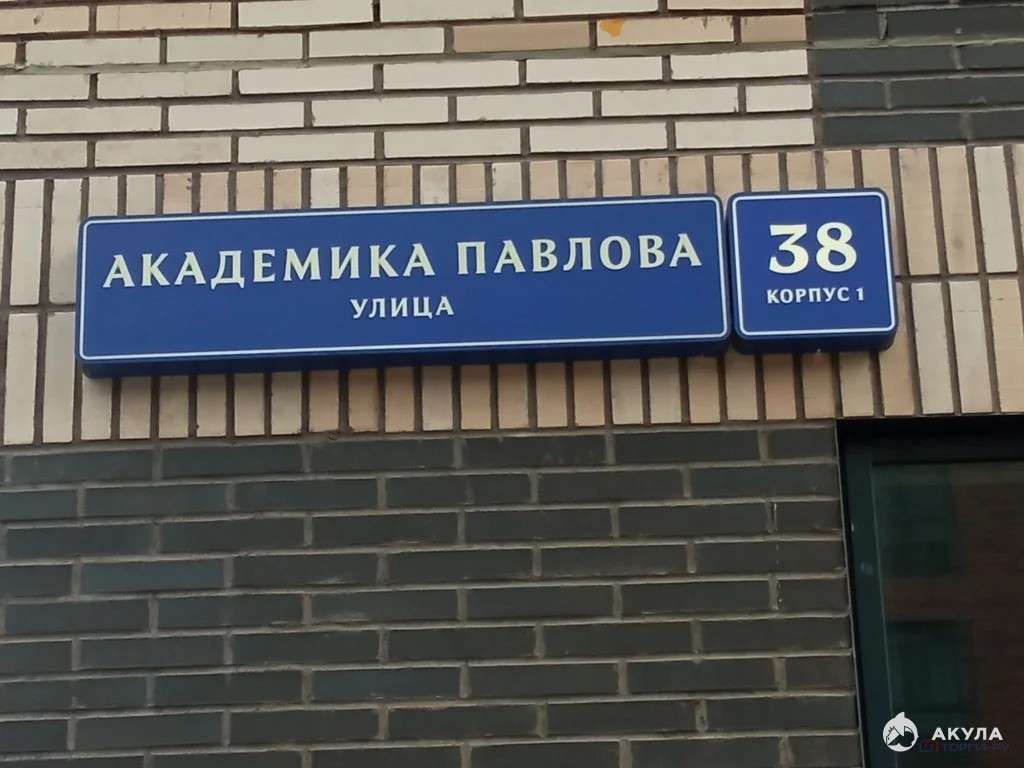 АКАДЕМИКА ПАВЛОВА
УЛИЦА
38
КОРПУС 1
АКУЛА
ТОРГИ-РУ